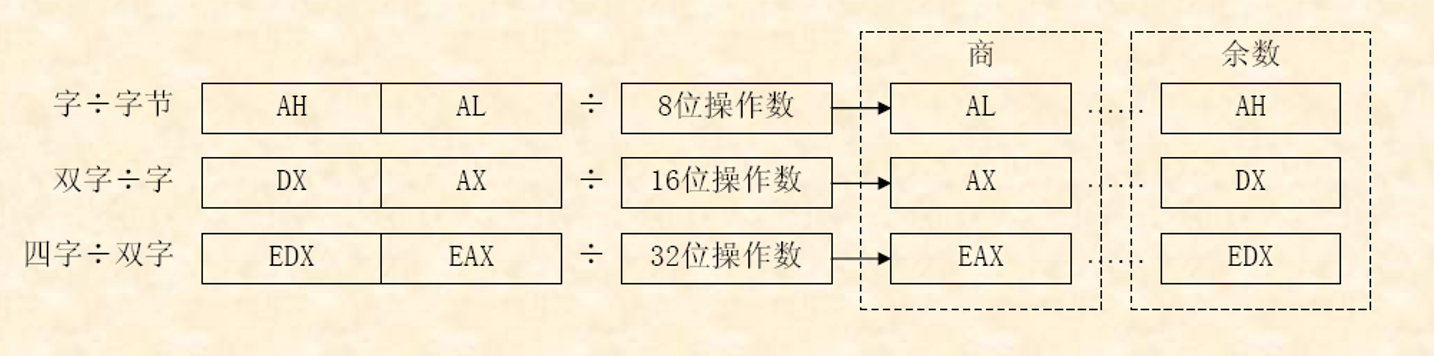 商 余数
字÷字节 AH AL ÷ 8位操作数 AL ...... AH
双字÷字 DX AX ÷ 16位操作数 AX ...... DX
四字÷双字 EDX EAX ÷ 32位操作数 EAX ...... EDX